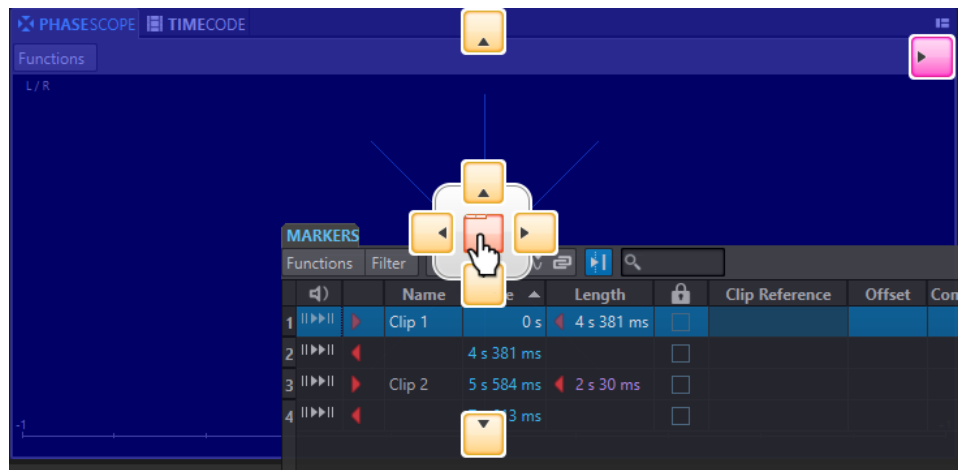 PHASESCOPE TIMECODE
Functions
L / R
MARKERS
Functions Filter
Name Length Clip Reference Offset
1 Clip 1 0 s 4 s 381 ms
2 4 s 381 ms
3 Clip 2 5 s 584 ms 2 s 30 ms
4 ms
-1